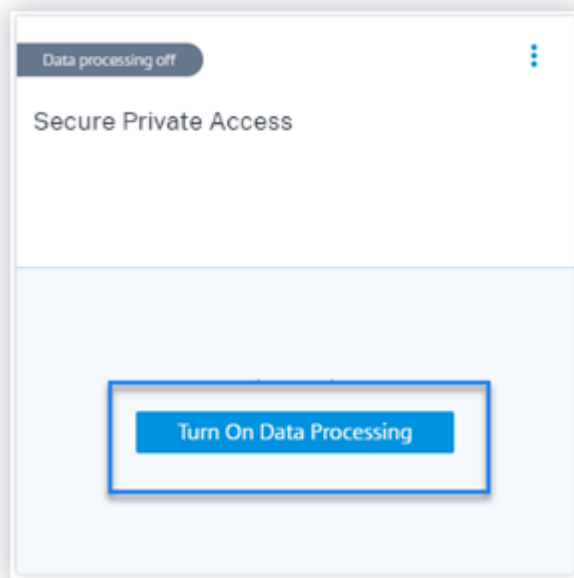 Data processing off
Secure Private Access
Turn On Data Processing